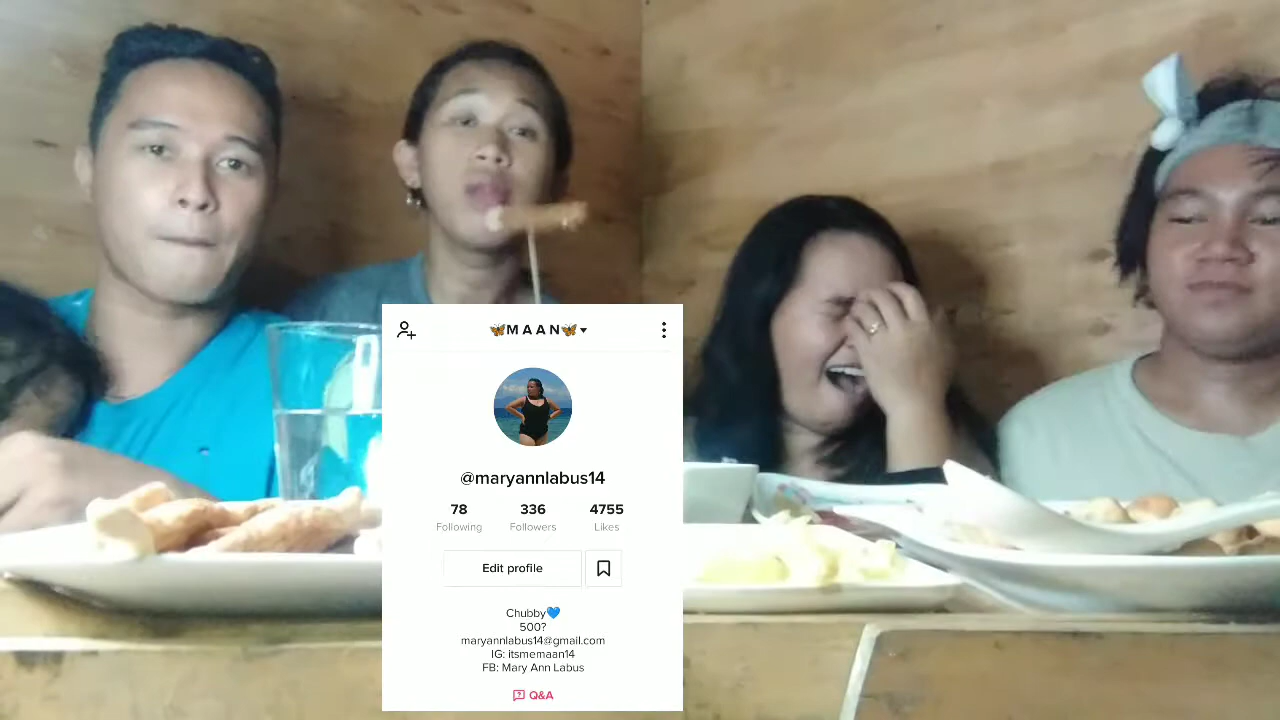 🦋M A A N🦋
@maryannlabus14
78 336 4755
Following Followers Likes
Edit profile
Chubby💙
500?
maryannlabus14@gmail.com
IG: itsmemaan14
FB: Mary Ann Labus
Q&A